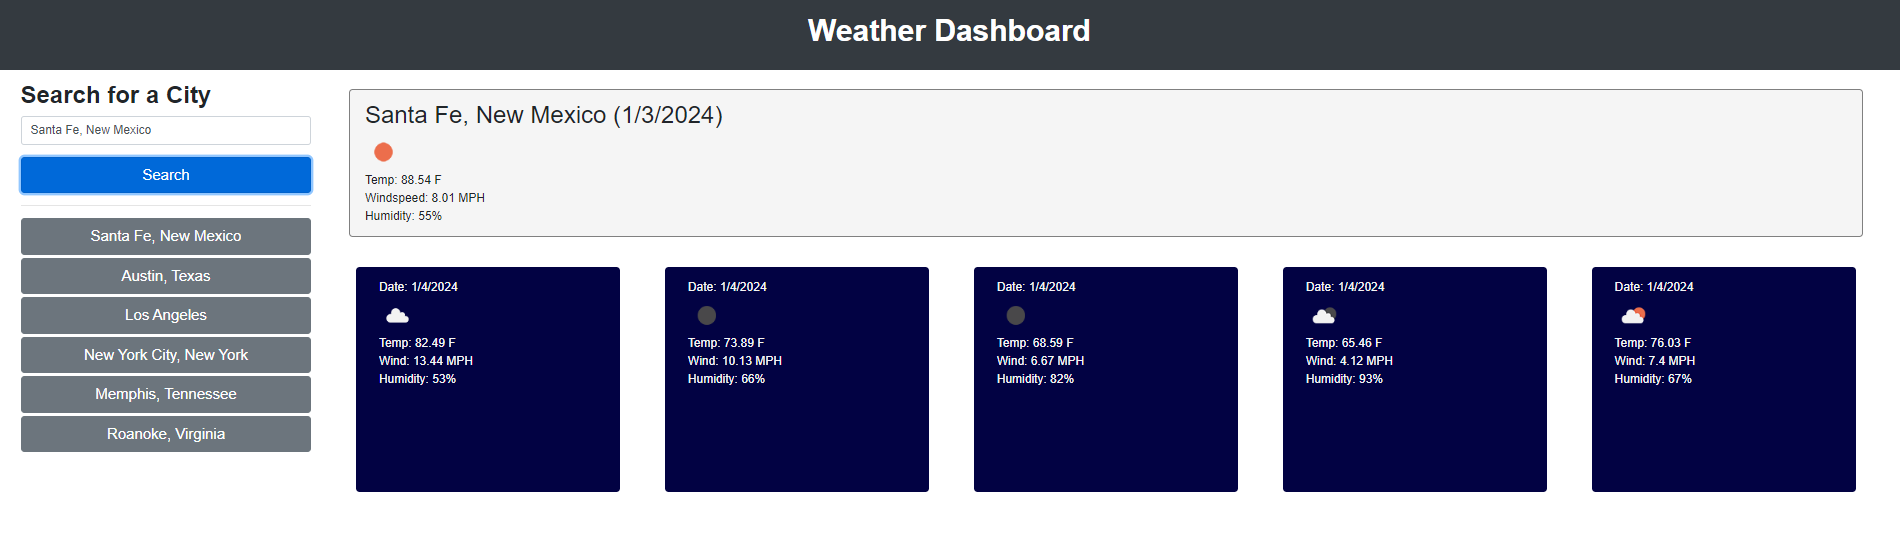 Weather Dashboard
Search for a City
Santa Fe, New Mexico
Search
Santa Fe, New Mexico
Austin, Texas
Los Angeles
New York City, New York
Memphis, Tennessee
Roanoke, Virginia
Santa Fe, New Mexico (1/3/2024)
Temp: 88.54 F
Windspeed: 8.01 MPH
Humidity: 55%
Date: 1/4/2024
Temp: 82.49 F
Wind: 13.44 MPH
Humidity: 53%
Date: 1/4/2024
Temp: 73.89 F
Wind: 10.13 MPH
Humidity: 66%
Date: 1/4/2024
Temp: 68.59 F
Wind: 6.67 MPH
Humidity: 82%
Date: 1/4/2024
Temp: 65.46 F
Wind: 4.12 MPH
Humidity: 93%
Date: 1/4/2024
Temp: 76.03 F
Wind: 7.4 MPH
Humidity: 67%